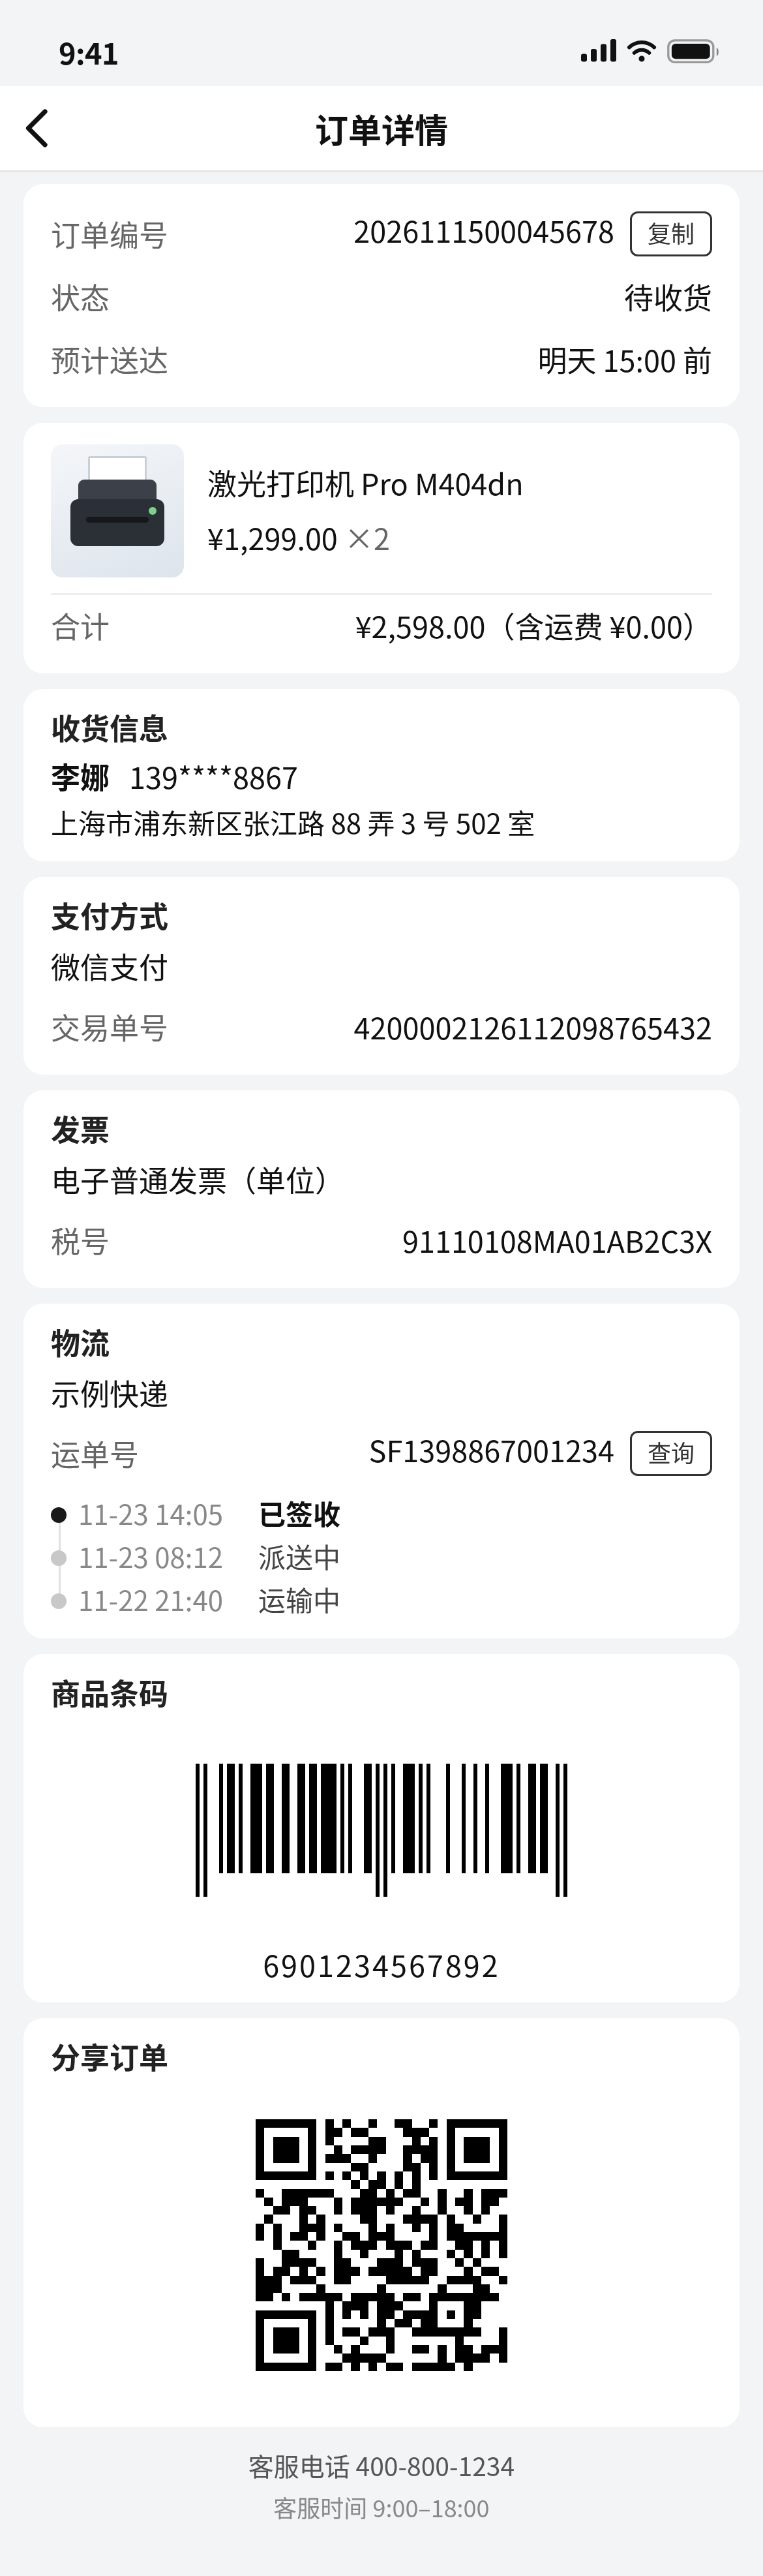 9:41
订单详情
订单编号 2026111500045678 复制
状态 待收货
预计送达 明天 15:00 前
激光打印机 Pro M404dn
¥1,299.00 ×2
合计 ¥2,598.00（含运费 ¥0.00）
收货信息
李娜 139****8867
上海市浦东新区张江路 88 弄 3 号 502 室
支付方式
微信支付
交易单号 4200002126112098765432
发票
电子普通发票（单位）
税号 91110108MA01AB2C3X
物流
示例快递
运单号 SF1398867001234 查询
11-23 14:05 已签收
11-23 08:12 派送中
11-22 21:40 运输中
商品条码
6901234567892
分享订单
客服电话 400-800-1234
客服时间 9:00–18:00